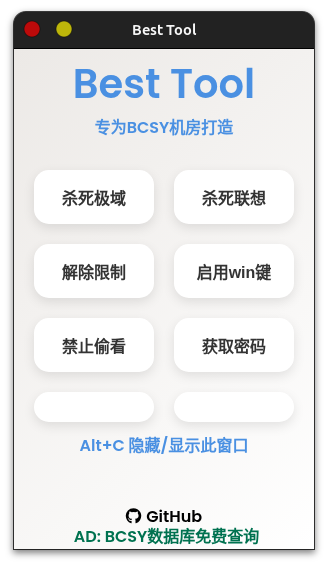 Best Tool
Best Tool
专为BCSY机房打造
杀死极域
杀死联想
解除限制
启用win键
禁止偷看
获取密码
Alt+C 隐藏/显示此窗口
GitHub
AD: BCSY数据库免费查询